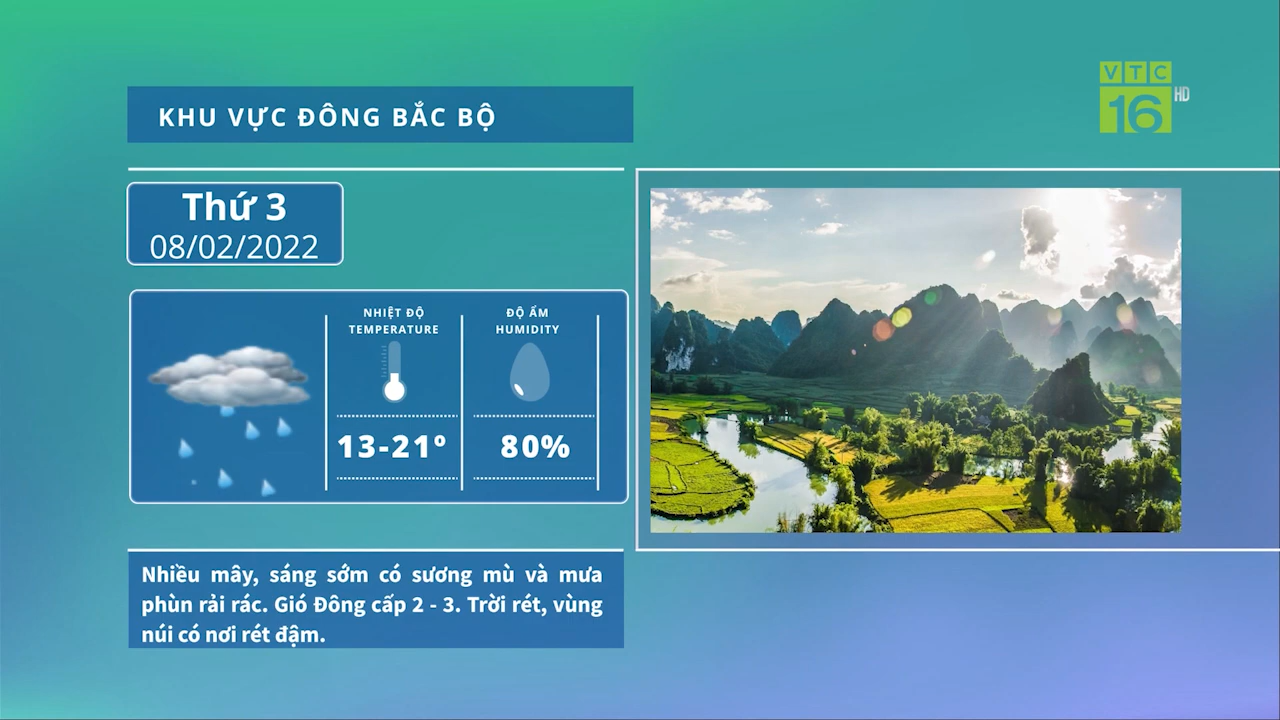 KHU VỰC ĐÔNG BẮC BỘ
VTC
16
HD
Thứ 3
08/02/2022
NHIỆT ĐỘ
TEMPERATURE
ĐỘ ẨM
HUMIDITY
13-21º
80%
Nhiều mây, sáng sớm có sương mù và mưa
phùn rải rác. Gió Đông cấp 2 - 3. Trời rét, vùng
núi có nơi rét đậm.